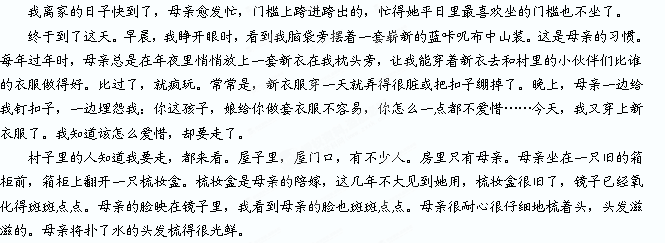 我离家的日子快到了，母亲愈发忙，门槛上跨进跨出的，忙得她平日里最喜欢坐的门槛也不坐了。
终于到了这天。早晨，我睁开眼时，看到我脑袋旁摆着一套崭新的蓝咔叽布中山装。这是母亲的习惯。
每年过年时，母亲总是在年夜里悄悄放上一套新衣在我枕头旁，让我能穿着新衣去和村里的小伙伴们比谁
的衣服做得好。比过了，就疯玩。常常是，新衣服穿一天就弄得很脏或把扣子绷掉了。晚上，母亲一边给
我钉扣子，一边埋怨我：你这孩子，娘给你做套衣服不容易，你怎么一点都不爱惜……今天，我又穿上新
衣服了。我知道该怎么爱惜，却要走了。
村子里的人知道我要走，都来看。屋子里，屋门口，有不少人。房里只有母亲。母亲坐在一只旧的箱
柜前，箱柜上翻开一只梳妆盒。梳妆盒是母亲的陪嫁，这几年不大见到她用，梳妆盒很旧了，镜子已经氧
化得斑斑点点。母亲的脸映在镜子里，我看到母亲的脸也斑斑点点。母亲很耐心很仔细地梳着头，头发滋
滋的。母亲将扑了水的头发梳得很光鲜。